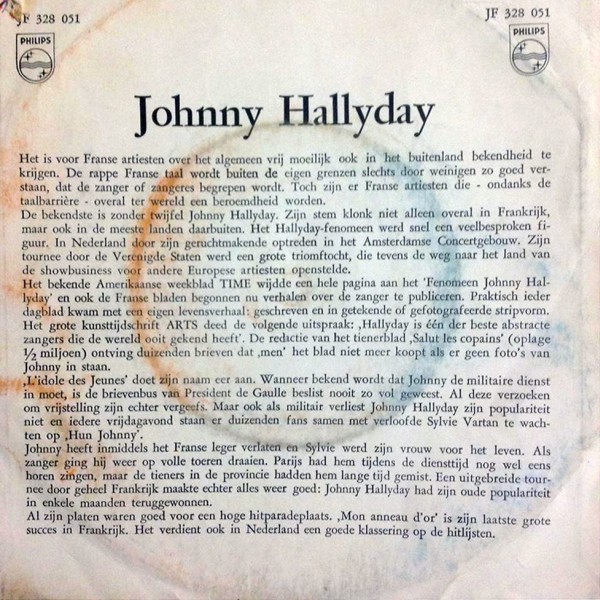 JF 328 051
JF 328 051
PHILIPS
PHILIPS
Johnny Hallyday
Het is voor Franse artiesten over het algemeen vrij moeilijk ook in het buitenland bekendheid te
krijgen. De rappe Franse taal wordt buiten de eigen grenzen slechts door weinigen zo goed ver-
staan, dat de zanger of zangeres begrepen wordt. Toch zijn er Franse artiesten die - ondanks de
taalbarrière - overal ter wereld een beroemdheid worden.
De bekendste is zonder twijfel Johnny Hallyday. Zijn stem klonk niet alleen overal in Frankrijk,
maar ook in de meeste landen daarbuiten. Het Hallyday-fenomeen werd snel een veelbesproken fi-
guur. In Nederland door zijn geruchtmakende optreden in het Amsterdamse Concertgebouw. Zijn
tournee door de Verenigde Staten werd een grote triomftocht, die tevens de weg naar het land van
de showbusiness voor andere Europese artiesten openstelde.
Het bekende Amerikaanse weekblad TIME wijdde een hele pagina aan het 'Fenomeen Johnny Hal-
lyday' en ook de Franse bladen begonnen nu verhalen over de zanger te publiceren. Praktisch ieder
dagblad kwam met een eigen levensverhaal: geschreven en in getekende of gefotografeerde stripvorm.
Het grote kunsttijdschrift ARTS deed de volgende uitspraak: ‚Hallyday is één der beste abstracte
zangers die de wereld ooit gekend heeft'. De redactie van het tienerblad ‚Salut les copains' (oplage
½ miljoen) ontving duizenden brieven dat ‚men' het blad niet meer koopt als er geen foto's van
Johnny in staan.
‚L'idole des Jeunes' doet zijn naam eer aan. Wanneer bekend wordt dat Johnny de militaire dienst
in moet, is de brievenbus van President de Gaulle beslist nooit zo vol geweest. Al deze verzoeken
om vrijstelling zijn echter vergeefs. Maar ook als militair verliest Johnny Hallyday zijn populariteit
niet en iedere vrijdagavond staan er duizenden fans samen met verloofde Sylvie Vartan te wach-
ten op ‚Hun Johnny'.
Johnny heeft inmiddels het Franse leger verlaten en Sylvie werd zijn vrouw voor het leven. Als
zanger ging hij weer op volle toeren draaien. Parijs had hem tijdens de diensttijd nog wel eens
horen zingen, maar de tieners in de provincie hadden hem lange tijd gemist. Een uitgebreide tour-
nee door geheel Frankrijk maakte echter alles weer goed: Johnny Hallyday had zijn oude populariteit
in enkele maanden teruggewonnen.
Al zijn platen waren goed voor een hoge hitparadeplaats. ‚Mon anneau d'or' is zijn laatste grote
succes in Frankrijk. Het verdient ook in Nederland een goede klassering op de hitlijsten.